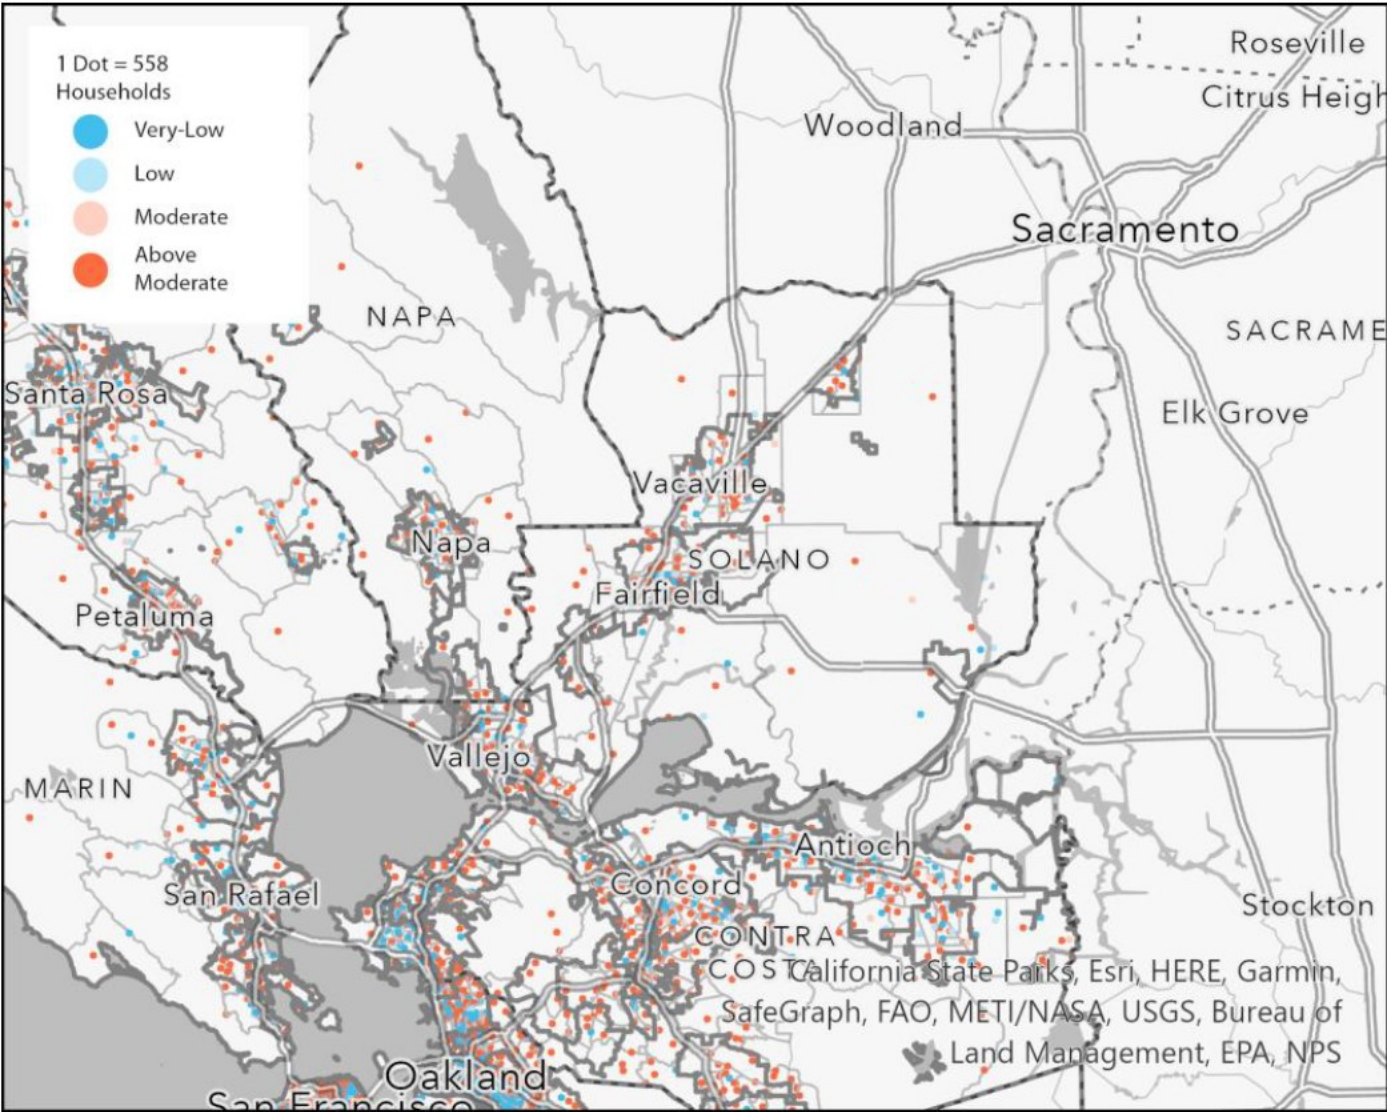 1 Dot = 558
Households
Very-Low
Low
Moderate
Above
Moderate
Roseville
Citrus Heigh
Woodland
Sacramento
NAPA
SACRAME
Santa Rosa
Elk Grove
Vacaville
Napa
SOLANO
Fairfield
Petaluma
Vallejo
MARIN
Antioch
San Rafael
Concord
Stockton
CONTRA
COSTA
California State Parks, Esri, HERE, Garmin,
SafeGraph, FAO, METI/NASA, USGS, Bureau of
Land Management, EPA, NPS
Oakland
San Francisco